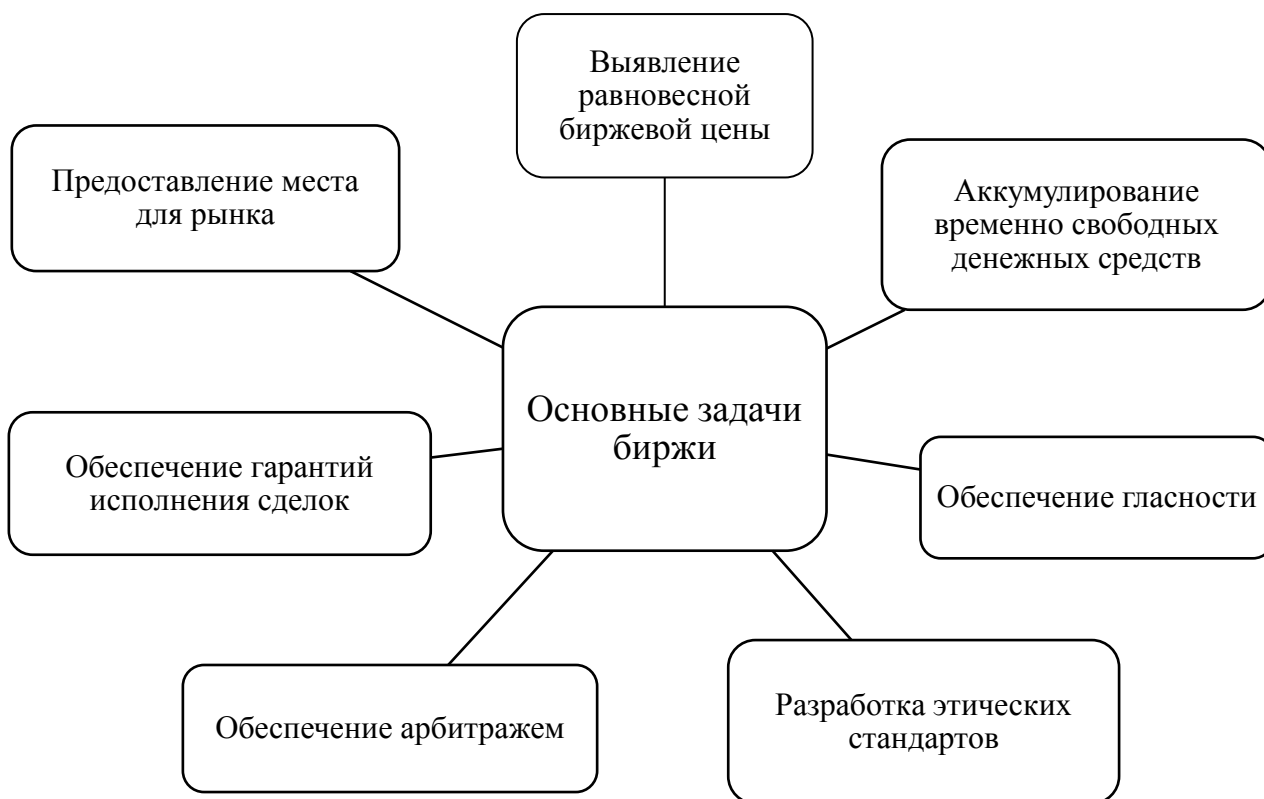 Выявление
равновесной
биржевой цены
Предоставление места
для рынка
Аккумулирование
временно свободных
денежных средств
Основные задачи
биржи
Обеспечение гарантий
исполнения сделок
Обеспечение гласности
Обеспечение арбитражем
Разработка этических
стандартов